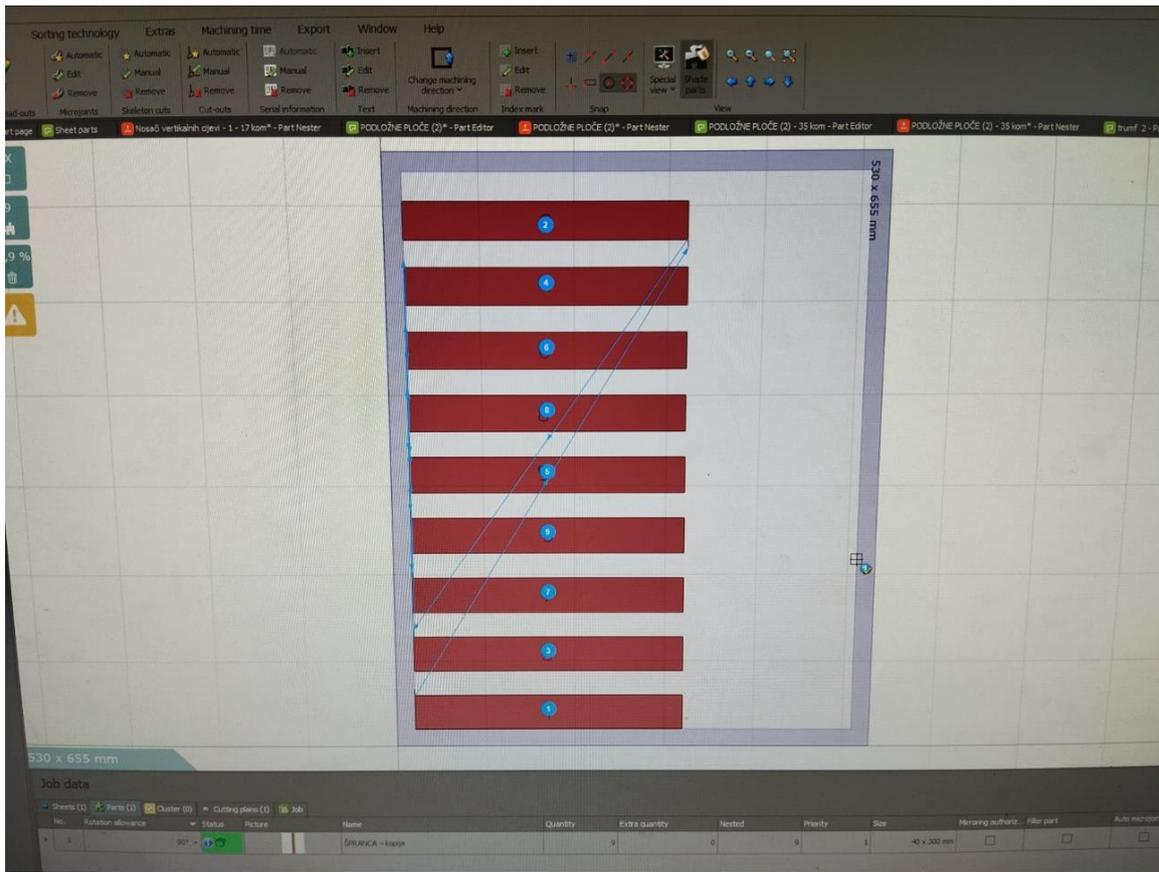 Sorting technology Extras Machining time Export Window Help
Automatic Automatic Automatic Automatic Insert Insert
Edit Manual Manual Manual Edit Change machining direction Edit Special view Shade parts
Remove Remove Remove Remove Remove Remove
Microjoints Skeleton cuts Cut-outs Serial information Text Machining direction Index mark Snap View
Sheet parts Nosač vertikalnih cijevi - 1 - 17 kom* - Part Nester PODLOŽNE PLOČE (2)* - Part Editor PODLOŽNE PLOČE (2)* - Part Nester PODLOŽNE PLOČE (2) - 35 kom - Part Editor PODLOŽNE PLOČE (2) - 35 kom* - Part Nester
530 x 655 mm
2
4
6
8
5
9
7
3
1
530 x 655 mm
Job data
Sheets (1) Parts (1) Cluster (0) Cutting plans (1) Job
No. Rotation allowance Status Picture Name Quantity Extra quantity Nested Priority Size Mirroring authoriz... Filler part
1 90° ŠPRANCA - kopija 9 0 9 1 40 x 300 mm